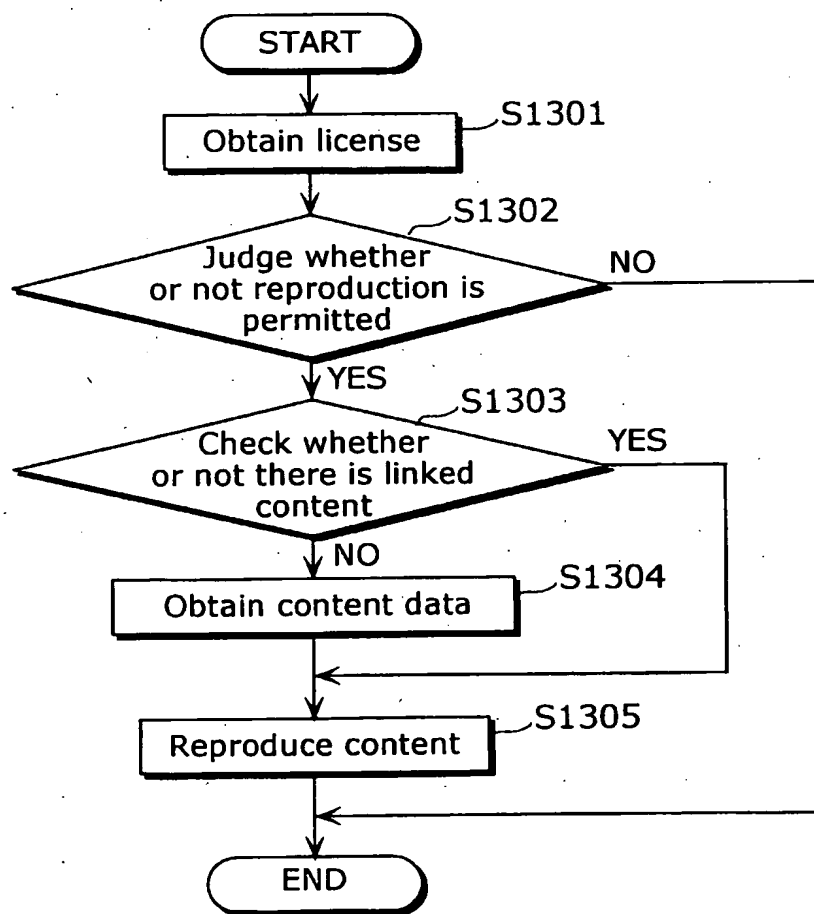 START
S1301
Obtain license
S1302
Judge whether
or not reproduction is
permitted
NO
YES
S1303
Check whether
or not there is linked
content
YES
NO
S1304
Obtain content data
S1305
Reproduce content
END